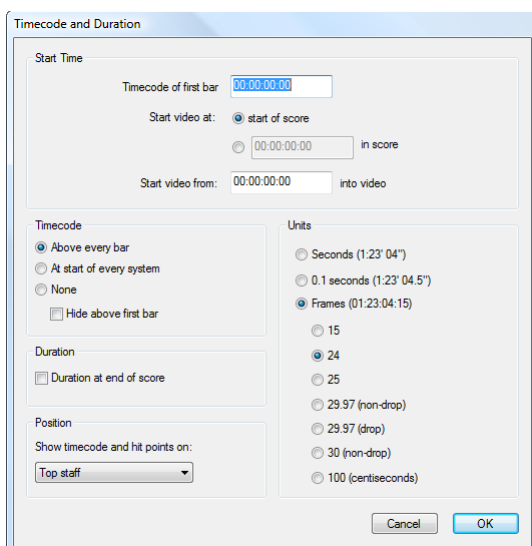 Timecode and Duration
Start Time
Timecode of first bar 00:00:00:00
Start video at: start of score
00:00:00:00 in score
Start video from: 00:00:00:00 into video
Timecode
Above every bar
At start of every system
None
Hide above first bar
Duration
Duration at end of score
Position
Show timecode and hit points on:
Top staff
Units
Seconds (1:23' 04")
0.1 seconds (1:23' 04.5")
Frames (01:23:04:15)
15
24
25
29.97 (non-drop)
29.97 (drop)
30 (non-drop)
100 (centiseconds)
Cancel OK